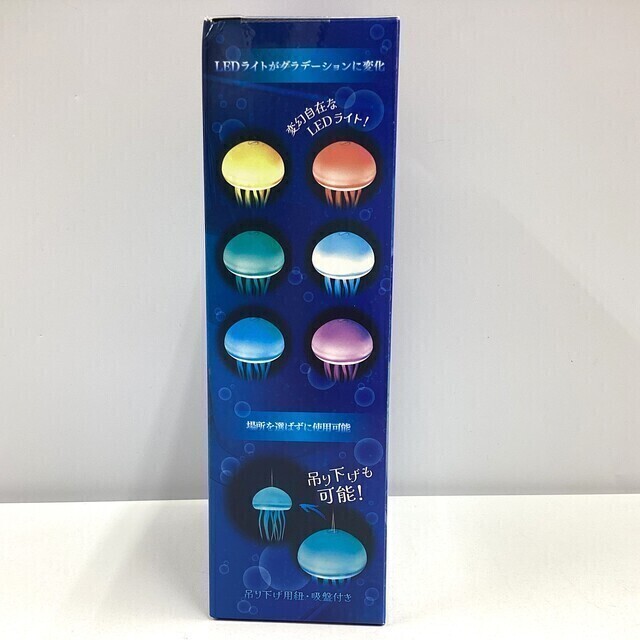 LEDライトがグラデーションに変化
変幻自在な
LEDライト!
場所を選ばずに使用可能
吊り下げも
可能!
吊り下げ用紐・吸盤付き